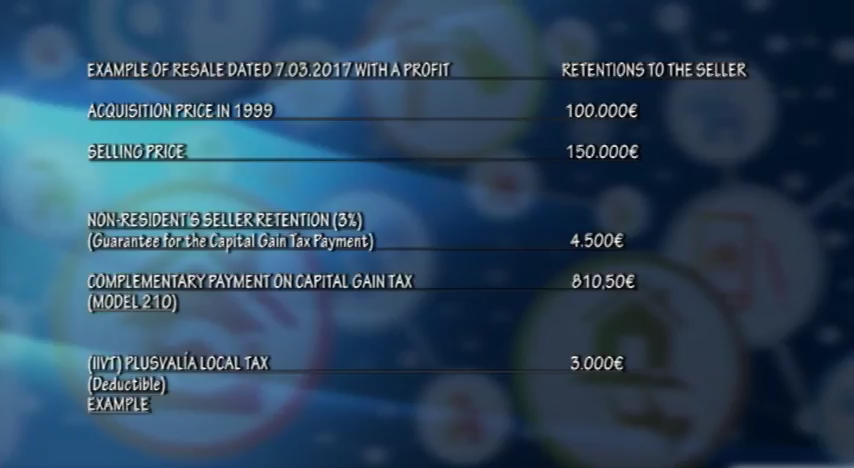 EXAMPLE OF RESALE DATED 7.03.2017 WITH A PROFIT RETENTIONS TO THE SELLER
ACQUISITION PRICE IN 1999 100.000€
SELLING PRICE 150.000€
NON-RESIDENT'S SELLER RETENTION (3%)
(Guarantee for the Capital Gain Tax Payment) 4.500€
COMPLEMENTARY PAYMENT ON CAPITAL GAIN TAX 810,50€
(MODEL 210)
(IIVT) PLUSVALÍA LOCAL TAX 3.000€
(Deductible)
EXAMPLE